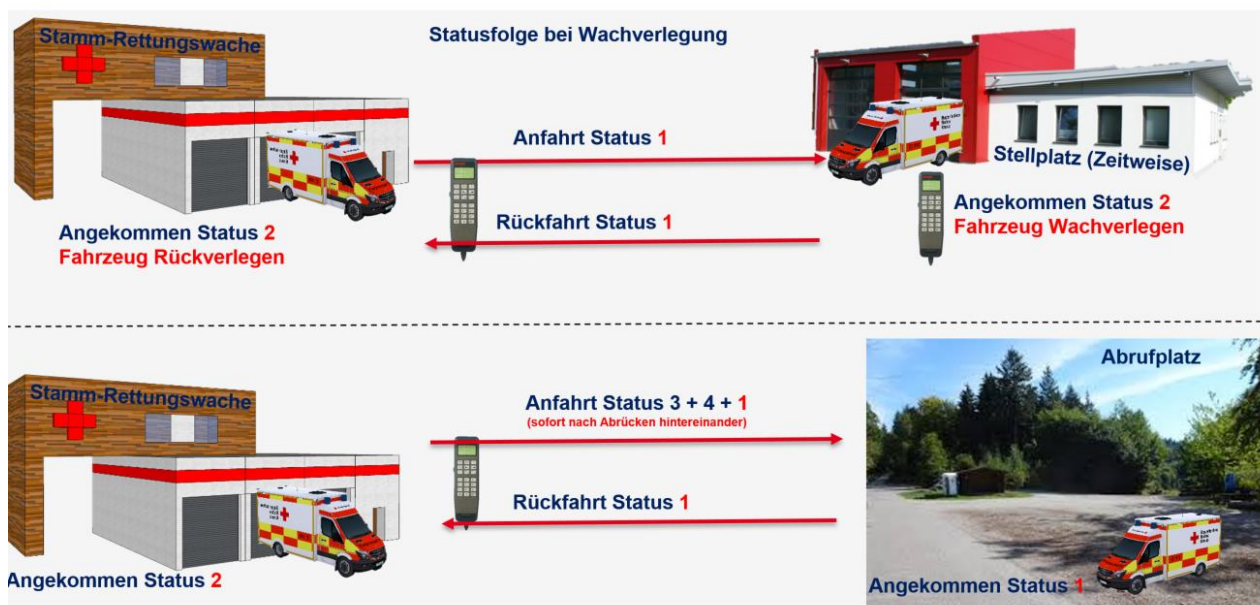 Stamm-Rettungswache
Statusfolge bei Wachverlegung
Anfahrt Status 1
Stellplatz (Zeitweise)
Rückfahrt Status 1
Angekommen Status 2
Fahrzeug Rückverlegen
Angekommen Status 2
Fahrzeug Wachverlegen
Stamm-Rettungswache
Abrufplatz
Anfahrt Status 3 + 4 + 1
(sofort nach Abrücken hintereinander)
Rückfahrt Status 1
Angekommen Status 2
Angekommen Status 1